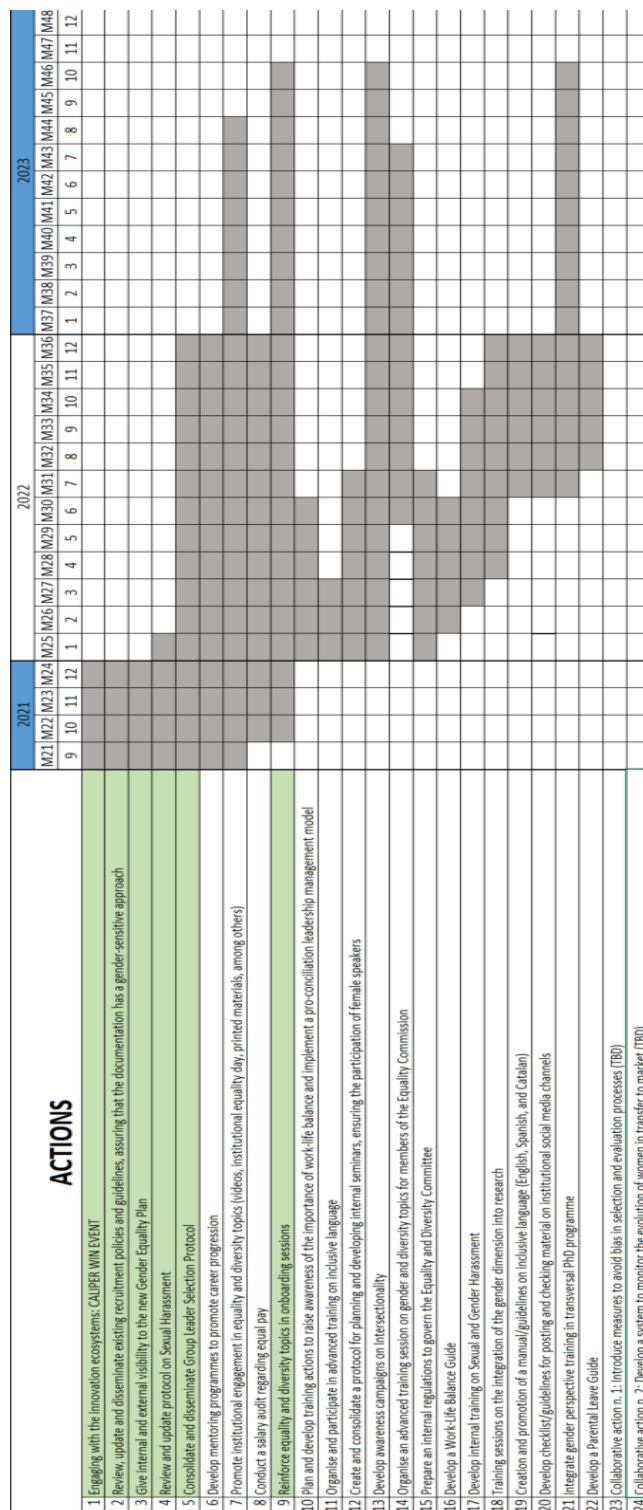 ACTIONS
2021
2022
2023
M21 M22 M23 M24 M25 M26 M27 M28 M29 M30 M31 M32 M33 M34 M35 M36 M37 M38 M39 M40 M41 M42 M43 M44 M45 M46 M47 M48
9 10 11 12 1 2 3 4 5 6 7 8 9 10 11 12 1 2 3 4 5 6 7 8 9 10 11 12
1 Engaging with the innovation ecosystems: CALIPER WIN EVENT
2 Review, update and disseminate existing recruitment policies and guidelines, assuring that the documentation has a gender-sensitive approach
3 Give internal and external visibility to the new Gender Equality Plan
4 Review and update protocol on Sexual Harassment
5 Consolidate and disseminate Group Leader Selection Protocol
6 Develop mentoring programmes to promote career progression
7 Promote institutional engagement in equality and diversity topics (videos, institutional equality day, printed materials, among others)
8 Conduct a salary audit regarding equal pay
9 Reinforce equality and diversity topics in onboarding sessions
10 Plan and develop training actions to raise awareness of the importance of work-life balance and implement a pro-conciliation leadership management model
11 Organise and participate in advanced training on inclusive language
12 Create and consolidate a protocol for planning and developing internal seminars, ensuring the participation of female speakers
13 Develop awareness campaigns on Intersectionality
14 Organise an advanced training session on gender and diversity topics for members of the Equality Commission
15 Prepare an internal regulations to govern the Equality and Diversity Committee
16 Develop a Work-Life Balance Guide
17 Develop internal training on Sexual and Gender Harassment
18 Training sessions on the integration of the gender dimension into research
19 Creation and promotion of a manual/guidelines on inclusive language (English, Spanish, and Catalan)
20 Develop checklist/guidelines for posting and checking material on institutional social media channels
21 Integrate gender perspective training in transversal PhD programme
22 Develop a Parental Leave Guide
23 Collaborative action n. 1: introduce measures to avoid bias in selection and evaluation processes (TBD)
Collaborative action n. 2: Develop a system to monitor the evolution of women in transfer to market (TBD)